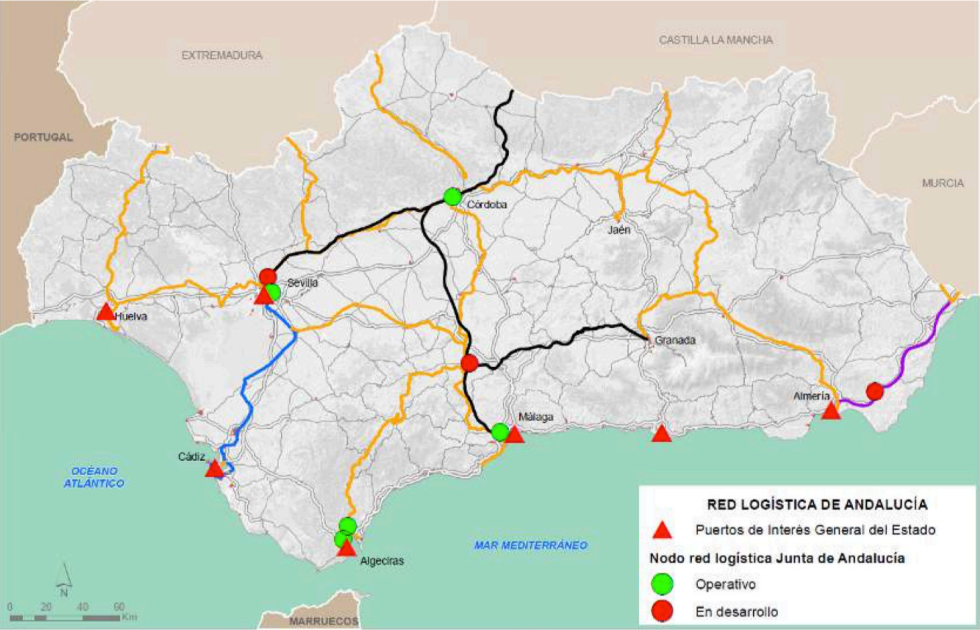 EXTREMADURA
CASTILLA LA MANCHA
PORTUGAL
MURCIA
Córdoba
Jaén
Sevilla
Huelva
Granada
Almería
Málaga
Cádiz
OCÉANO
ATLÁNTICO
MAR MEDITERRÁNEO
Algeciras
MARRUECOS
N
0 20 40 60
Km
RED LOGÍSTICA DE ANDALUCÍA
Puertos de Interés General del Estado
Nodo red logística Junta de Andalucía
Operativo
En desarrollo